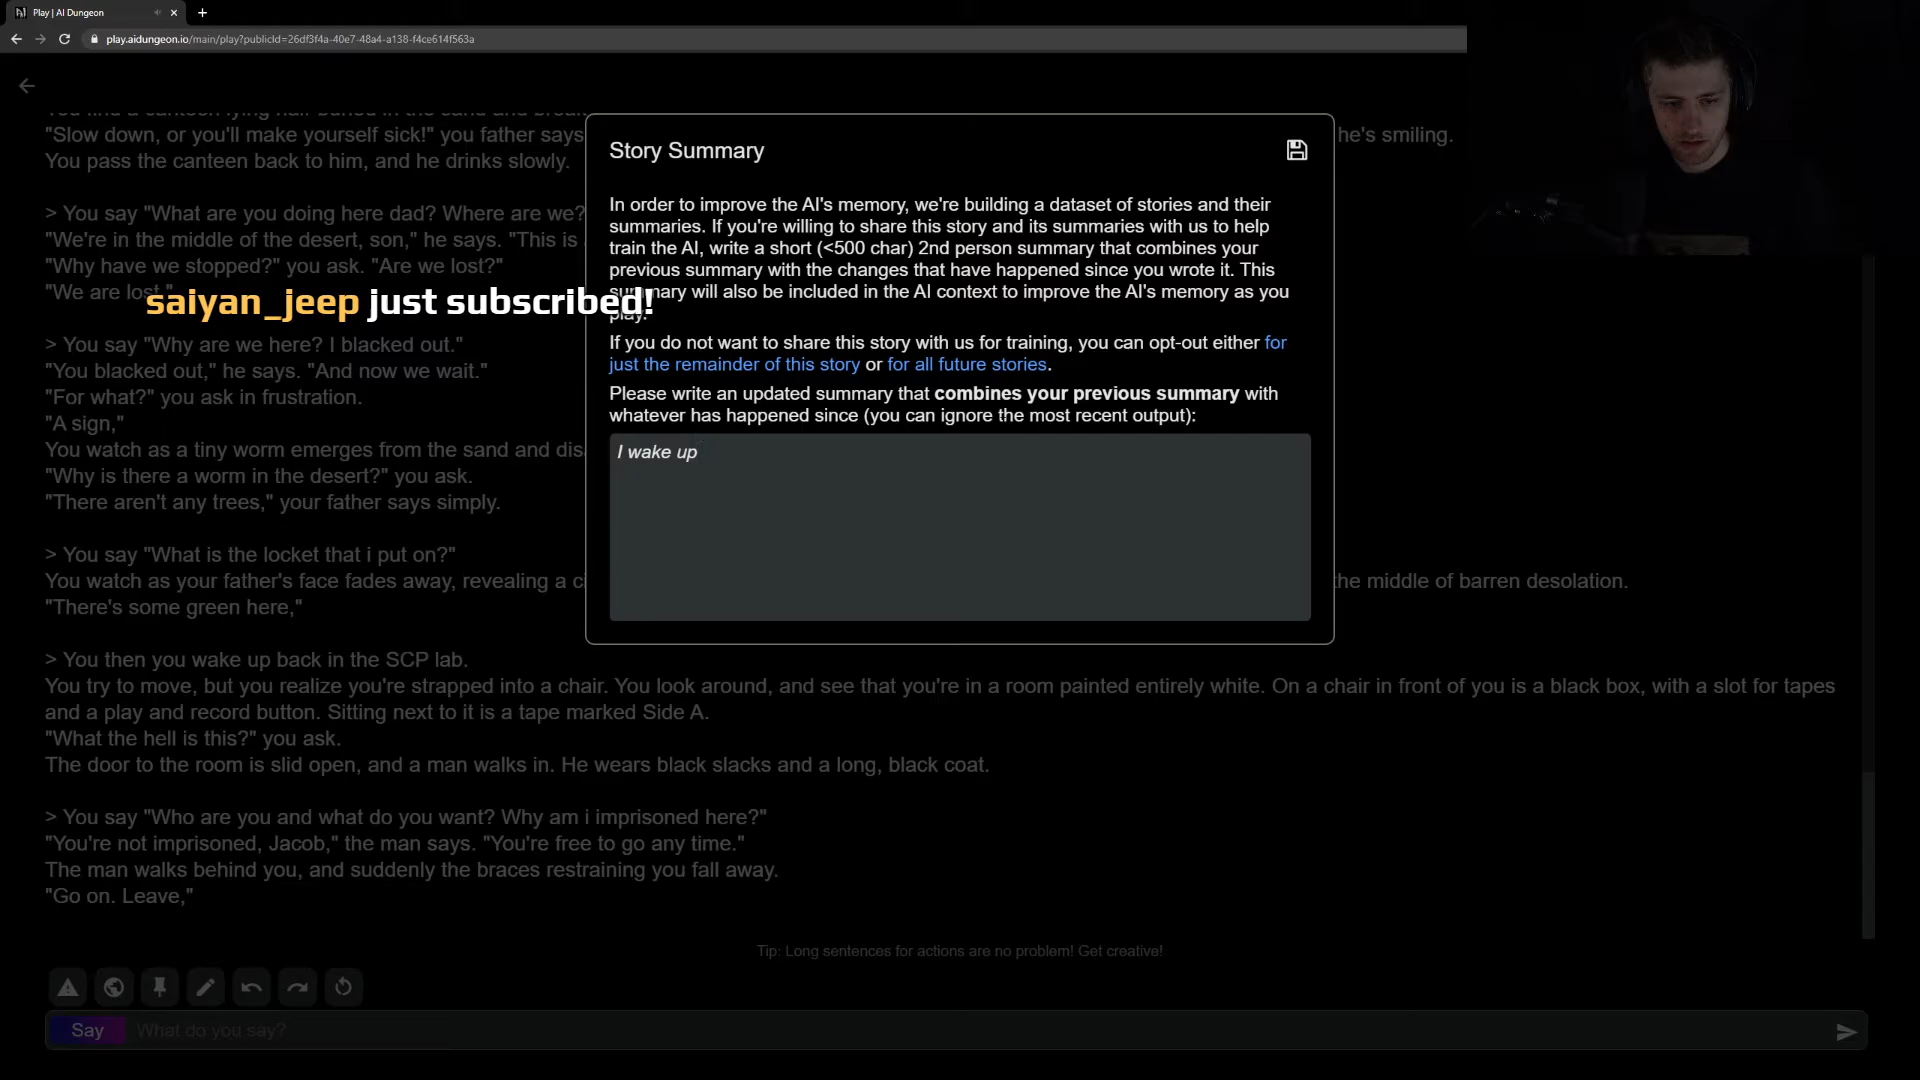 Play | AI Dungeon
play.aidungeon.io/main/play?publicId=26df3f4a-40e7-48a4-a138-f4ce614f563a
"Slow down, or you'll make yourself sick!" you father says
he's smiling.
You pass the canteen back to him, and he drinks slowly.
> You say "What are you doing here dad? Where are we?
"We're in the middle of the desert, son," he says. "This is
"Why have we stopped?" you ask. "Are we lost?"
"We are lost."
saiyan_jeep just subscribed!
> You say "Why are we here? I blacked out."
"You blacked out," he says. "And now we wait."
"For what?" you ask in frustration.
"A sign,"
You watch as a tiny worm emerges from the sand and
"Why is there a worm in the desert?" you ask.
"There aren't any trees," your father says simply.
> You say "What is the locket that i put on?"
You watch as your father's face fades away, revealing a
the middle of barren desolation.
"There's some green here,"
> You then you wake up back in the SCP lab.
You try to move, but you realize you're strapped into a chair. You look around, and see that you're in a room painted entirely white. On a chair in front of you is a black box, with a slot for tapes
and a play and record button. Sitting next to it is a tape marked Side A.
"What the hell is this?" you ask.
The door to the room is slid open, and a man walks in. He wears black slacks and a long, black coat.
> You say "Who are you and what do you want? Why am i imprisoned here?"
"You're not imprisoned, Jacob," the man says. "You're free to go any time."
The man walks behind you, and suddenly the braces restraining you fall away.
"Go on. Leave,"
Story Summary
In order to improve the AI's memory, we're building a dataset of stories and their
summaries. If you're willing to share this story and its summaries with us to help
train the AI, write a short (<500 char) 2nd person summary that combines your
previous summary with the changes that have happened since you wrote it. This
summary will also be included in the AI context to improve the AI's memory as you
play.
If you do not want to share this story with us for training, you can opt-out either for
just the remainder of this story or for all future stories.
Please write an updated summary that combines your previous summary with
whatever has happened since (you can ignore the most recent output):
I wake up
Tip: Long sentences for actions are no problem! Get creative!
Say
What do you say?